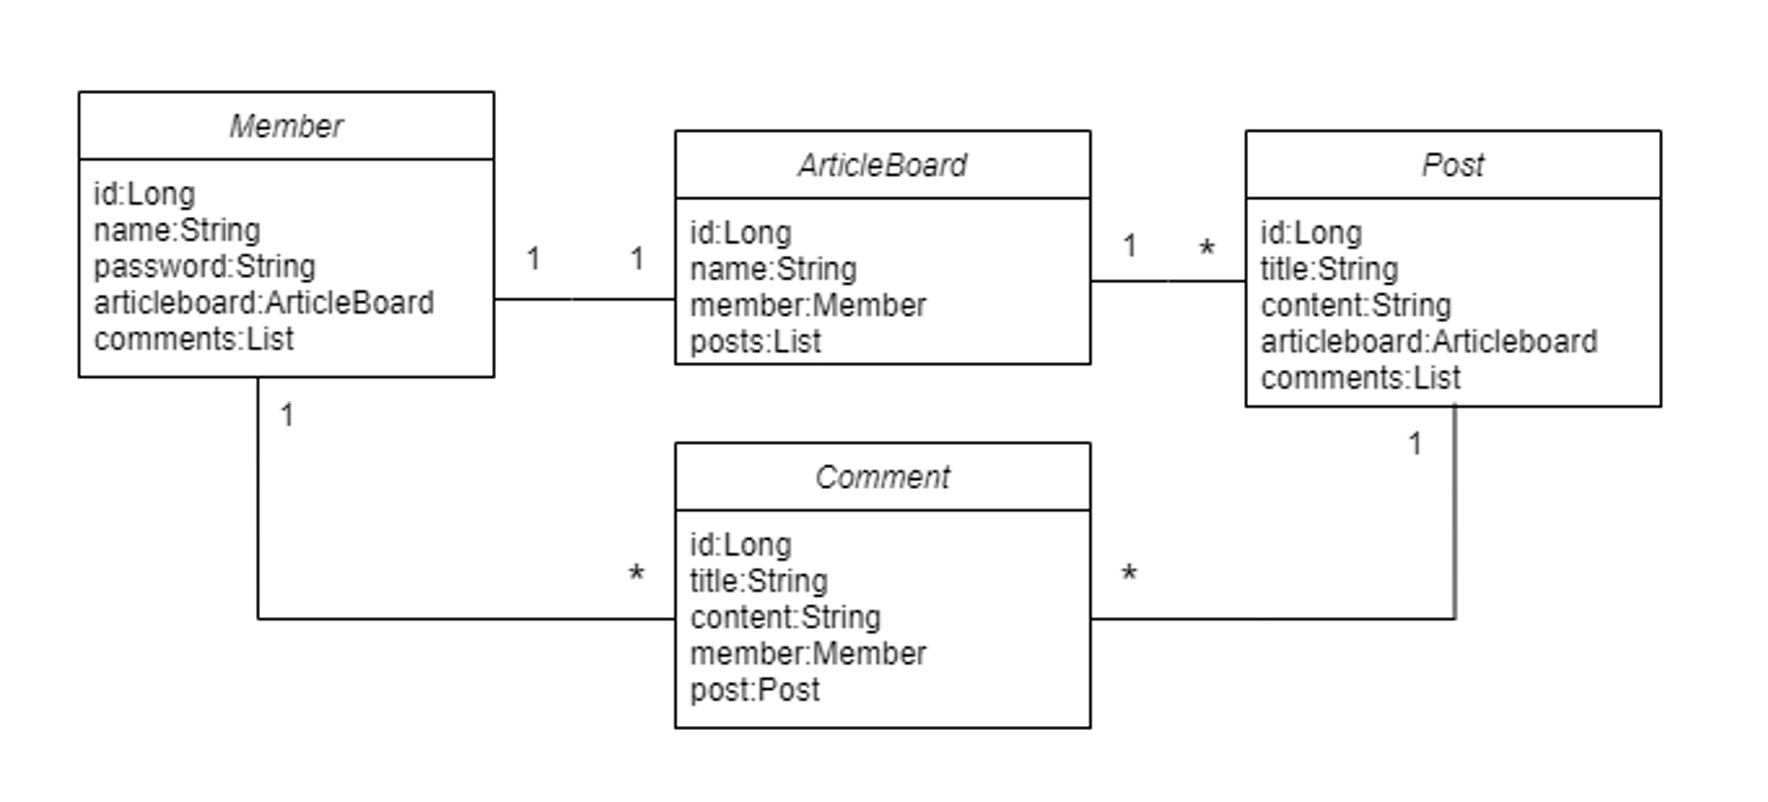 Member
id:Long
name:String
password:String
articleboard:ArticleBoard
comments:List
1
1
ArticleBoard
id:Long
name:String
member:Member
posts:List
1
*
Post
id:Long
title:String
content:String
articleboard:Articleboard
comments:List
1
1
*
Comment
id:Long
title:String
content:String
member:Member
post:Post
*